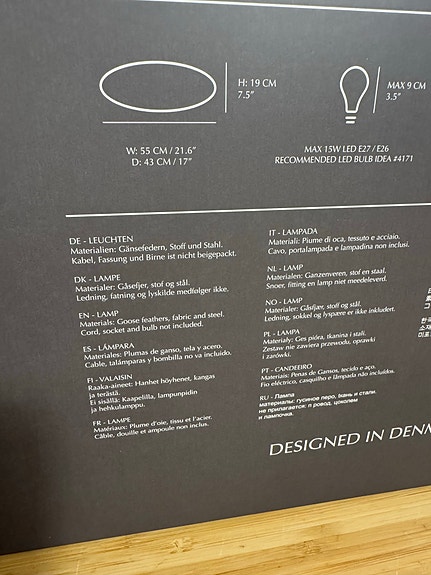 H: 19 CM
7.5"
MAX 9 CM
3.5"
W: 55 CM / 21.6"
D: 43 CM / 17"
MAX 15W LED E27 / E26
RECOMMENDED LED BULB IDEA #4171
DE - LEUCHTEN
Materialien: Gänsefedern, Stoff und Stahl.
Kabel, Fassung und Birne ist nicht beigepackt.
DK - LAMPE
Materialer: Gåsefjer, stof og stål.
Ledning, fatning og lyskilde medfølger ikke.
EN - LAMP
Materials: Goose feathers, fabric and steel.
Cord, socket and bulb not included.
ES - LÁMPARA
Materiales: Plumas de ganso, tela y acero.
Cable, talámparas y bombilla no va incluido.
FI - VALAISIN
Raaka-aineet: Hanhet höyhenet, kangas
ja terästä.
Ei sisällä: Kaapelilla, lampunpidin
ja hehkulamppu.
FR - LAMPE
Matériaux: Plume d'oie, tissu et l'acier.
Câble, douille et ampoule non inclus.
IT - LAMPADA
Materiali: Piume di oca, tessuto e acciaio.
Cavo, portalampada e lampadina non inclusi.
NL - LAMP
Materialen: Ganzenveren, stof en staal.
Snoer, fitting en lamp niet meedeleverd.
NO - LAMP
Materialer: Gåsfjær, stoff og stål.
Ledning, sokkel og lyspære er ikke inkludert.
PL - LAMPA
Materiały: Gęs pióra, tkanina i stali.
Zestaw nie zawiera przewodu, oprawki
i żarówki.
PT - CANDEEIRO
Materiais: Penas de Gansos, tecido e aço.
Fio eléctrico, casquilho e lâmpada não incluídos.
RU - Лампа
материалы: гусиное перо, ткань и стали.
не прилагается: п ровод, цоколем
и лампочка.
DESIGNED IN DENM